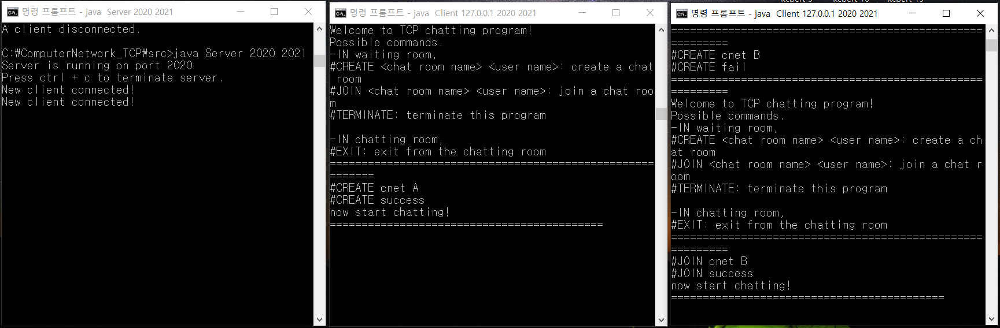 명령 프롬프트 - java  Server 2020 2021
A client disconnected.
C:₩ComputerNetwork_TCP₩src>java Server 2020 2021
Server is running on port 2020
Press ctrl + c to terminate server.
New client connected!
New client connected!
명령 프롬프트 - java  Client 127.0.0.1 2020 2021
Welcome to TCP chatting program!
Possible commands.
-IN waiting room,
#CREATE <chat room name> <user name>: create a chat
 room
#JOIN <chat room name> <user name>: join a chat roo
m
#TERMINATE: terminate this program
-IN chatting room,
#EXIT: exit from the chatting room
===================================================
=======
#CREATE cnet A
#CREATE success
now start chatting!
===========================================
명령 프롬프트 - java  Client 127.0.0.1 2020 2021
=================================================
=========
#CREATE cnet B
#CREATE fail
=================================================
=========
Welcome to TCP chatting program!
Possible commands.
-IN waiting room,
#CREATE <chat room name> <user name>: create a ch
at room
#JOIN <chat room name> <user name>: join a chat r
oom
#TERMINATE: terminate this program
-IN chatting room,
#EXIT: exit from the chatting room
=================================================
=========
#JOIN cnet B
#JOIN success
now start chatting!
===========================================